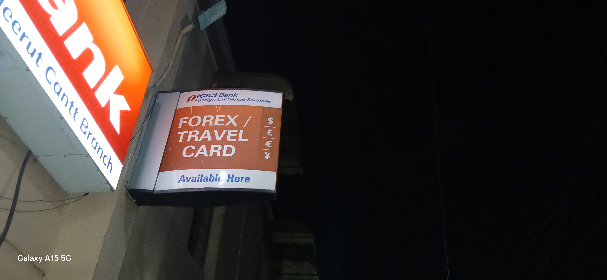 ank
eerut Cantt Branch
ICICI Bank
FOREX /
TRAVEL
CARD
$
£
€
¥
Available Here
Galaxy A15 5G